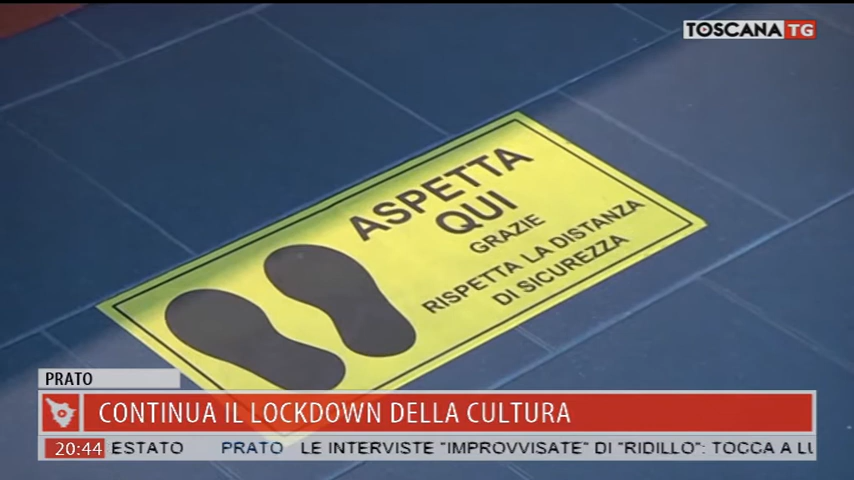 TOSCANA TG
ASPETTA
QUI
GRAZIE
RISPETTA LA DISTANZA
DI SICUREZZA
PRATO
CONTINUA IL LOCKDOWN DELLA CULTURA
20:44 ESTATO PRATO LE INTERVISTE "IMPROVVISATE" DI "RIDILLO": TOCCA A